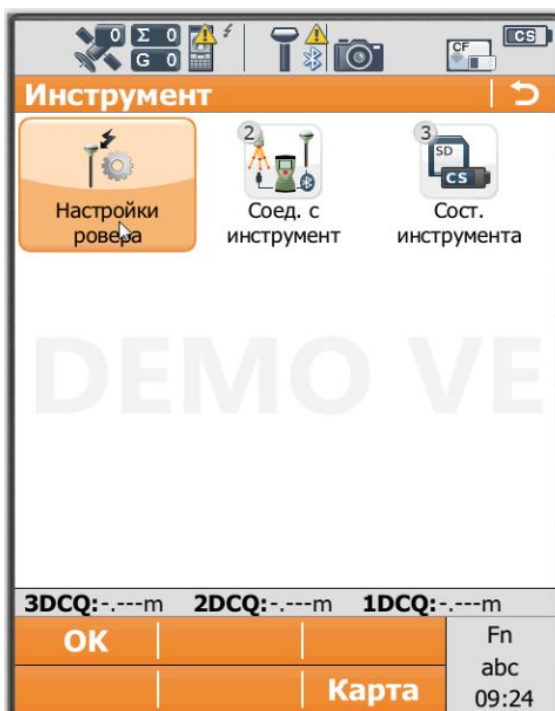 0 Σ 0
G 0
CF
CS
Инструмент
2
3
SD
CS
Настройки ровера
Соед. с инструмент
Сост. инструмента
DEMO VE
3DCQ:-.---m 2DCQ:-.---m 1DCQ:-.---m
OK
Fn
abc
Карта
09:24